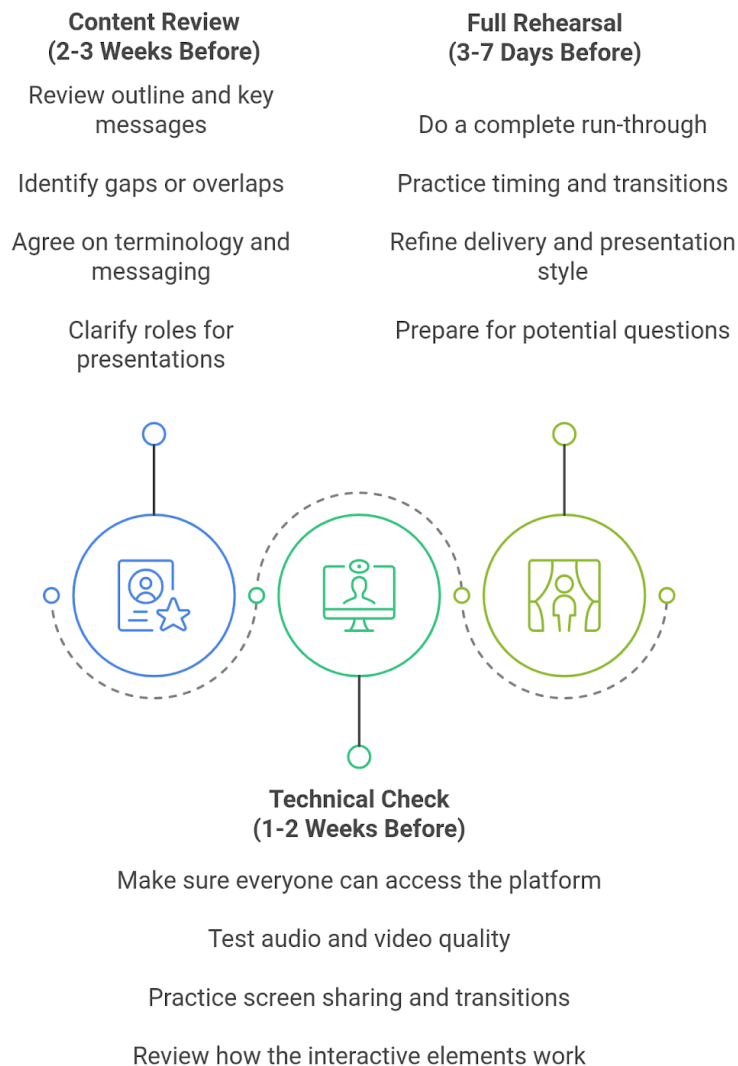 Content Review
(2-3 Weeks Before)
Review outline and key
messages
Identify gaps or overlaps
Agree on terminology and
messaging
Clarify roles for
presentations
Full Rehearsal
(3-7 Days Before)
Do a complete run-through
Practice timing and transitions
Refine delivery and presentation
style
Prepare for potential questions
Technical Check
(1-2 Weeks Before)
Make sure everyone can access the platform
Test audio and video quality
Practice screen sharing and transitions
Review how the interactive elements work